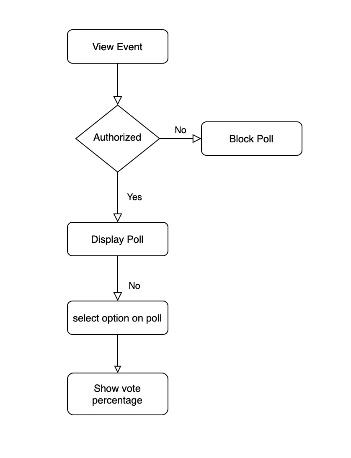 View Event
Authorized
No
Block Poll
Yes
Display Poll
No
select option on poll
Show vote
percentage